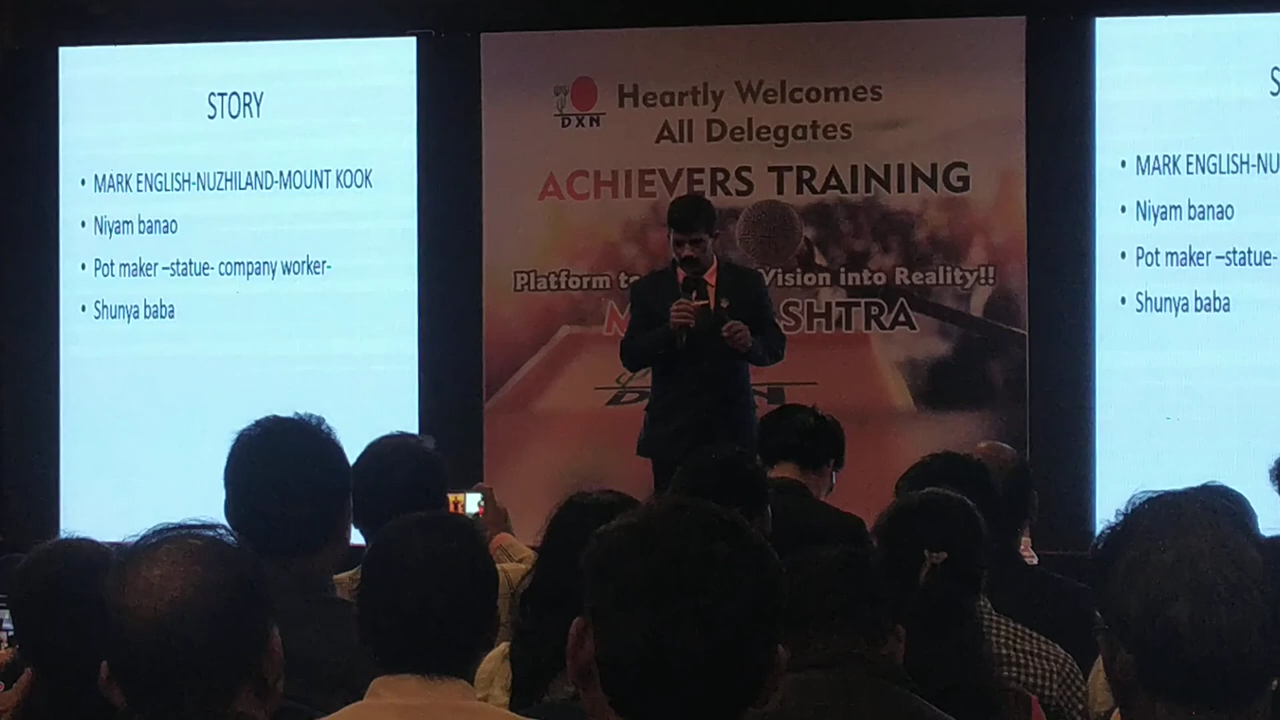 STORY
• MARK ENGLISH-NUZHILAND-MOUNT KOOK
• Niyam banao
• Pot maker –statue- company worker-
• Shunya baba
DXN
Heartly Welcomes
All Delegates
ACHIEVERS TRAINING
Platform Vision into Reality!!
SHTRA
S
• MARK ENGLISH-NU
• Niyam banao
• Pot maker –statue-
• Shunya baba